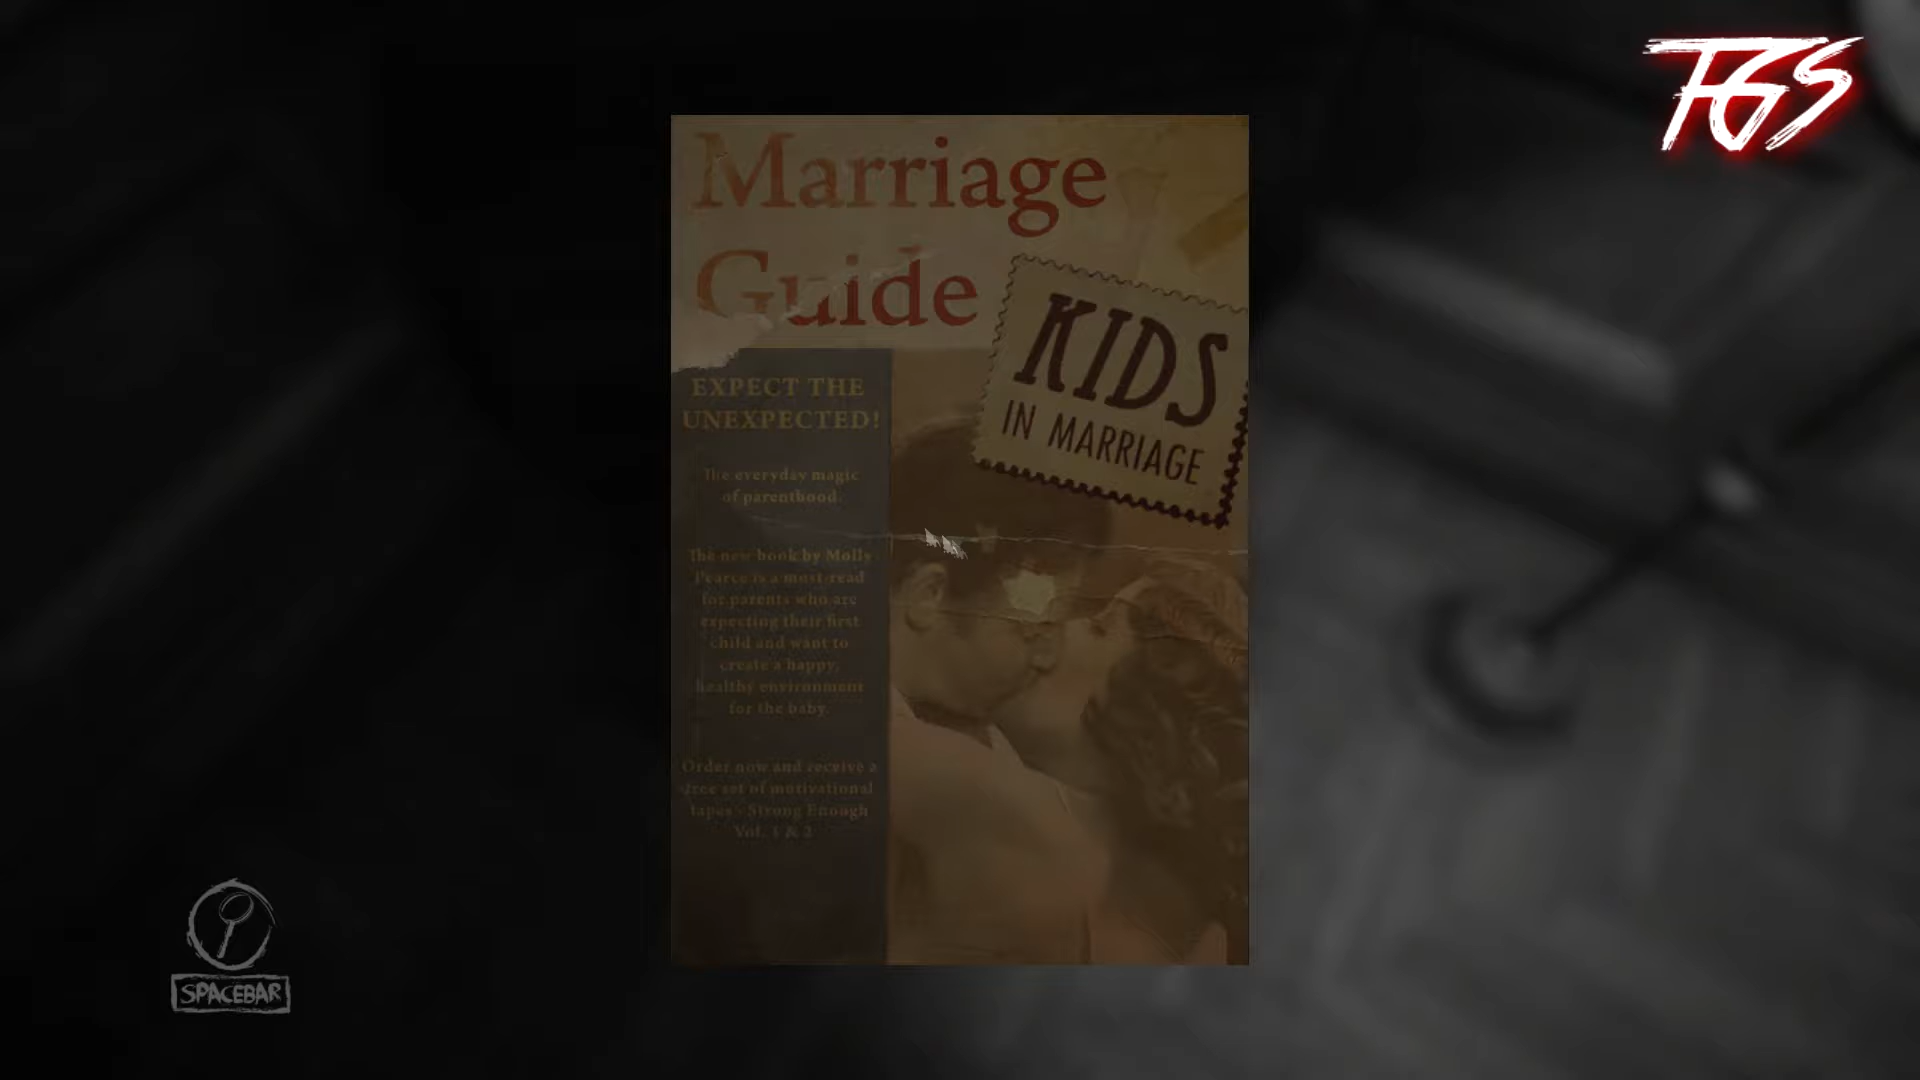 TGS
Marriage
Guide
KIDS
IN MARRIAGE
EXPECT THE
UNEXPECTED!
The everyday magic
of parenthood.
The new book by Molly
Pearce is a must-read
for parents who are
expecting their first
child and want to
create a happy,
healthy environment
for the baby.
Order now and receive a
free set of motivational
tapes - Strong Enough
Vol. 1 & 2
SPACEBAR